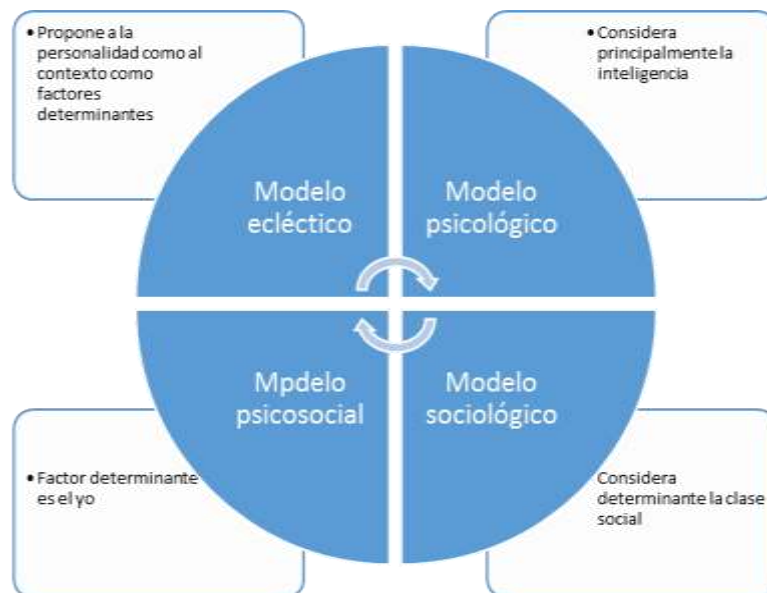 •Propone a la
personalidad como al
contexto como
factores
determinantes
•Considera
principalmente la
inteligencia
Modelo
ecléctico
Modelo
psicológico
Mpdelo
psicosocial
Modelo
sociológico
•Factor determinante
es el yo
Considera
determinante la clase
social